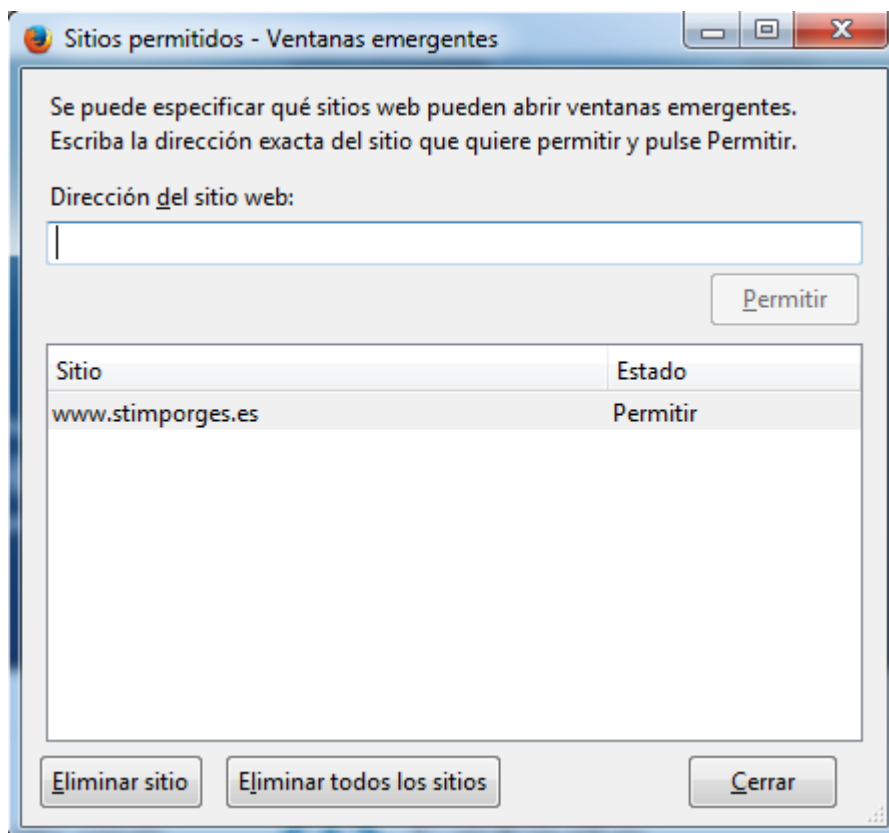 Sitios permitidos - Ventanas emergentes
Se puede especificar qué sitios web pueden abrir ventanas emergentes.
Escriba la dirección exacta del sitio que quiere permitir y pulse Permitir.
Dirección del sitio web:
Permitir
Sitio Estado
www.stimporges.es Permitir
Eliminar sitio Eliminar todos los sitios Cerrar